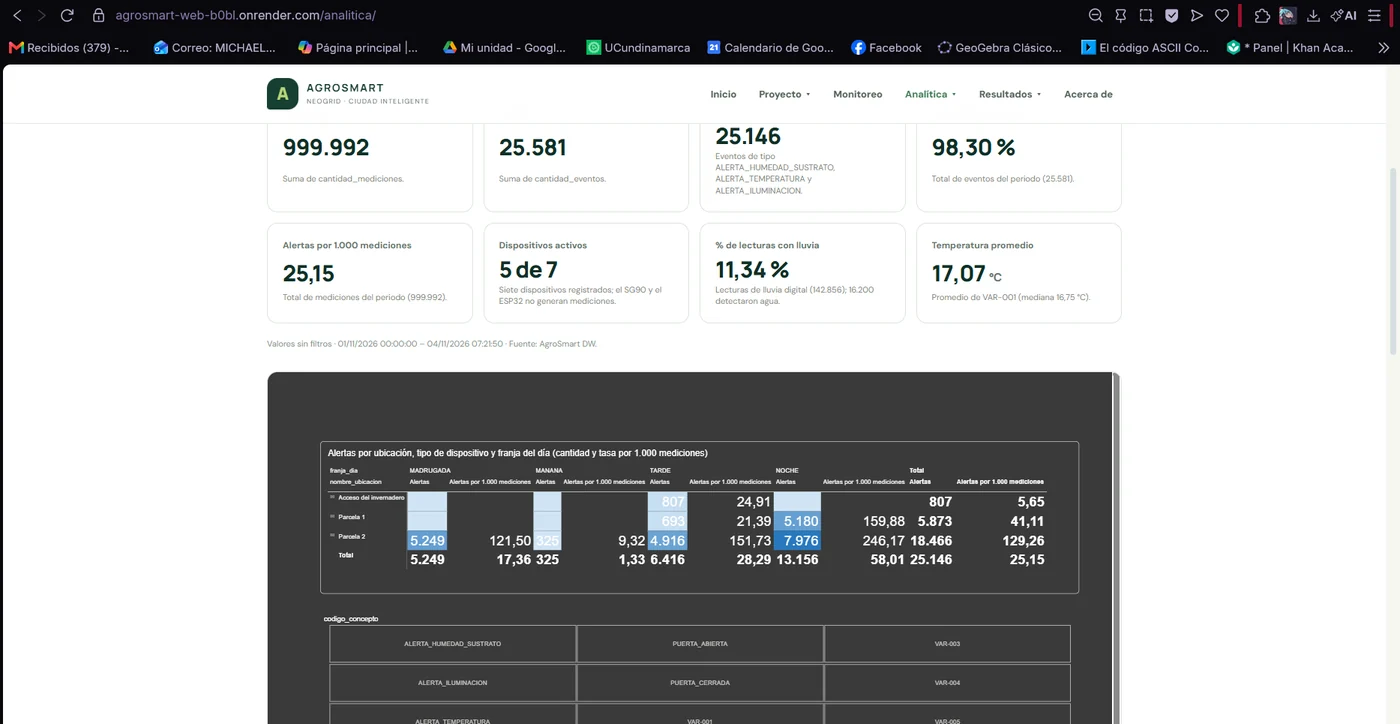 agrosmart-web-b0bl.onrender.com/analitica/
AI
Recibidos (379) -...
Correo: MICHAEL...
Página principal |...
Mi unidad - Googl...
UCundinamarca
21 Calendario de Goo...
Facebook
GeoGebra Clásico...
El código ASCII Co...
* Panel | Khan Aca...
A
AGROSMART
NEOGRID · CIUDAD INTELIGENTE
Inicio
Proyecto
Monitoreo
Analítica
Resultados
Acerca de
999.992
Suma de cantidad_mediciones.
25.581
Suma de cantidad_eventos.
25.146
Eventos de tipo
ALERTA_HUMEDAD_SUSTRATO,
ALERTA_TEMPERATURA y
ALERTA_ILUMINACION.
98,30 %
Total de eventos del periodo (25.581).
Alertas por 1.000 mediciones
25,15
Total de mediciones del periodo (999.992).
Dispositivos activos
5 de 7
Siete dispositivos registrados; el SG90 y el
ESP32 no generan mediciones.
% de lecturas con lluvia
11,34 %
Lecturas de lluvia digital (142.856); 16.200
detectaron agua.
Temperatura promedio
17,07 °C
Promedio de VAR-001 (mediana 16,75 °C).
Valores sin filtros · 01/11/2026 00:00:00 – 04/11/2026 07:21:50 · Fuente: AgroSmart DW.
Alertas por ubicación, tipo de dispositivo y franja del día (cantidad y tasa por 1.000 mediciones)
franja_dia MADRUGADA MANANA TARDE NOCHE Total
nombre_ubicacion Alertas Alertas por 1.000 mediciones Alertas Alertas por 1.000 mediciones Alertas Alertas por 1.000 mediciones Alertas Alertas por 1.000 mediciones Alertas Alertas por 1.000 mediciones
Acceso del invernadero 807 24,91 807 5,65
Parcela 1 693 21,39 5.180 159,88 5.873 41,11
Parcela 2 5.249 121,50 325 9,32 4.916 151,73 7.976 246,17 18.466 129,26
Total 5.249 17,36 325 1,33 6.416 28,29 13.156 58,01 25.146 25,15
codigo_concepto
ALERTA_HUMEDAD_SUSTRATO PUERTA_ABIERTA VAR-003
ALERTA_ILUMINACION PUERTA_CERRADA VAR-004
ALERTA_TEMPERATURA VAR-001 VAR-005